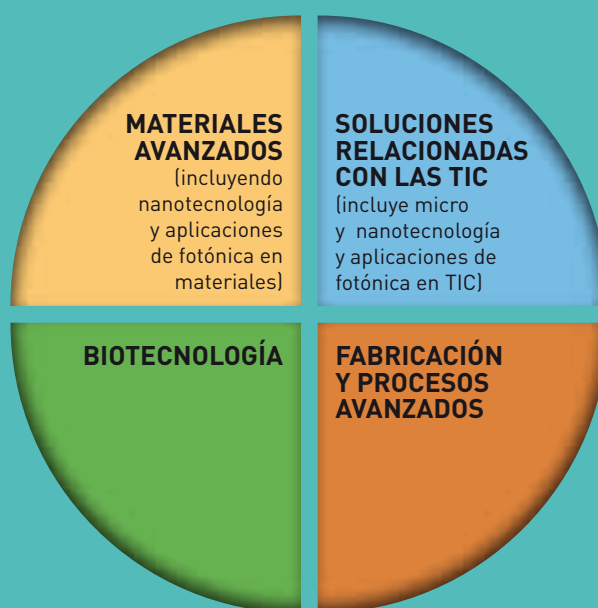 MATERIALES
AVANZADOS
(incluyendo
nanotecnología
y aplicaciones
de fotónica en
materiales)
SOLUCIONES
RELACIONADAS
CON LAS TIC
(incluye micro
y nanotecnología
y aplicaciones de
fotónica en TIC)
BIOTECNOLOGÍA
FABRICACIÓN
Y PROCESOS
AVANZADOS